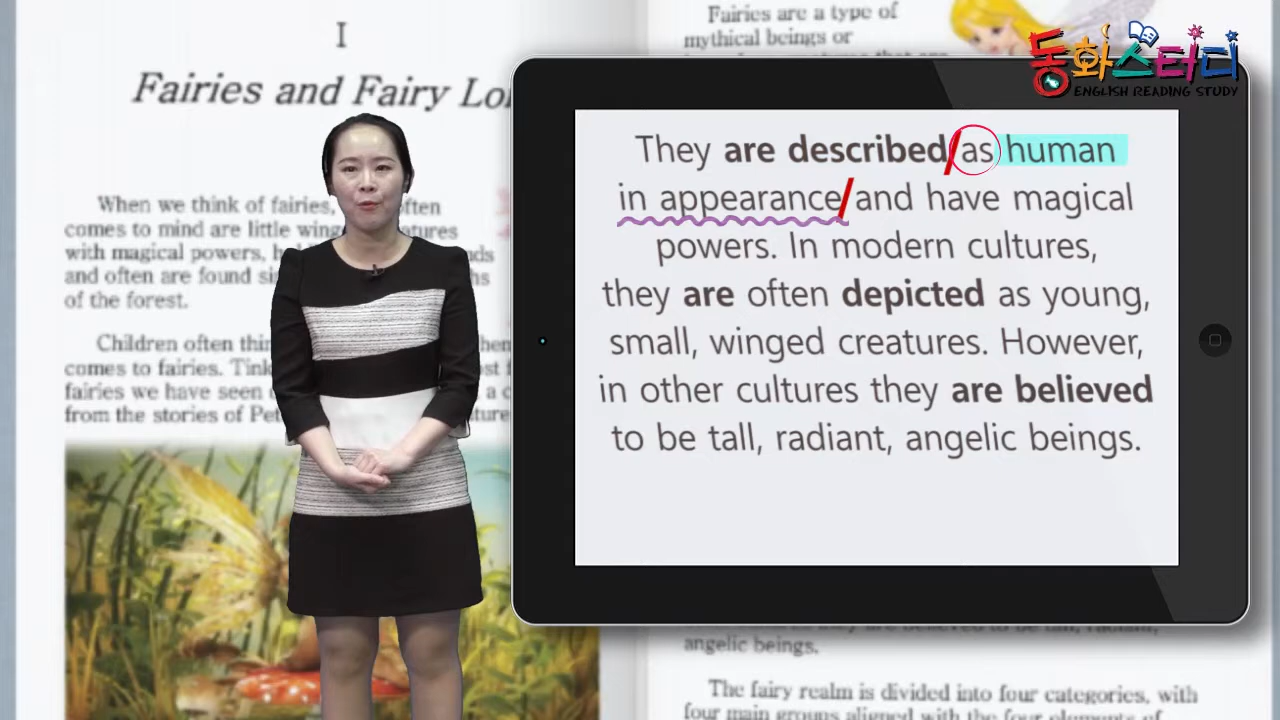 I
Fairies and Fairy
When we think of fairies, often
comes to mind are little
with magical powers,
and often are found
of the forest.
Children often
comes to fairies.
fairies we have seen
from the stories of
Fairies are a type of
mythical beings or
동화스터디
ENGLISH READING STUDY
They are described/as human
in appearance/and have magical
powers. In modern cultures,
they are often depicted as young,
small, winged creatures. However,
in other cultures they are believed
to be tall, radiant, angelic beings.
angelic beings.
The fairy realm is divided into four categories, with
four main groups aligned with the four elements of